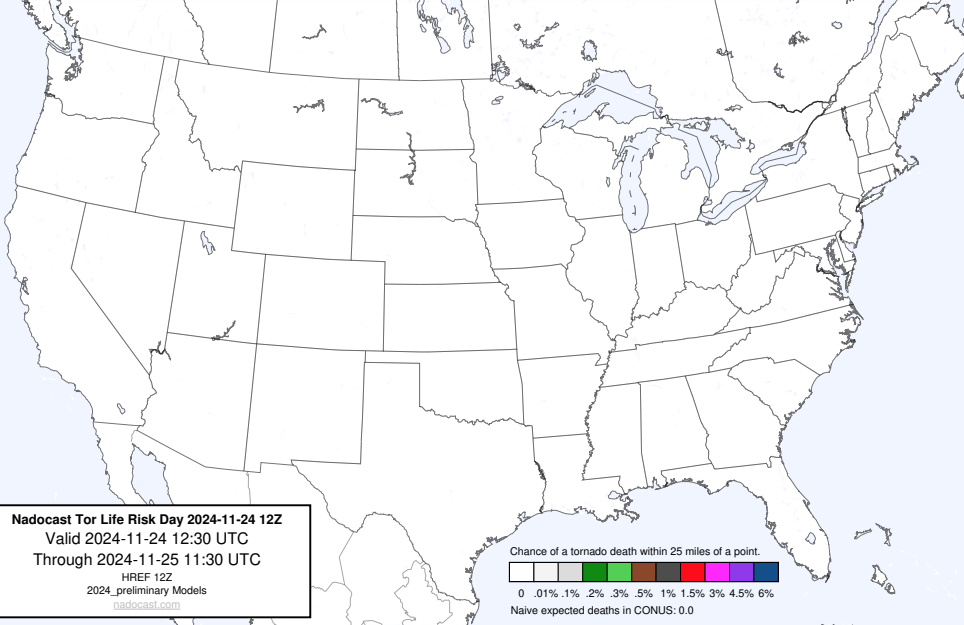 Nadocast Tor Life Risk Day 2024-11-24 12Z
Valid 2024-11-24 12:30 UTC
Through 2024-11-25 11:30 UTC
HREF 12Z
2024_preliminary Models
nadocast.com
Chance of a tornado death within 25 miles of a point.
0 .01% .1% .2% .3% .5% 1% 1.5% 3% 4.5% 6%
Naive expected deaths in CONUS: 0.0